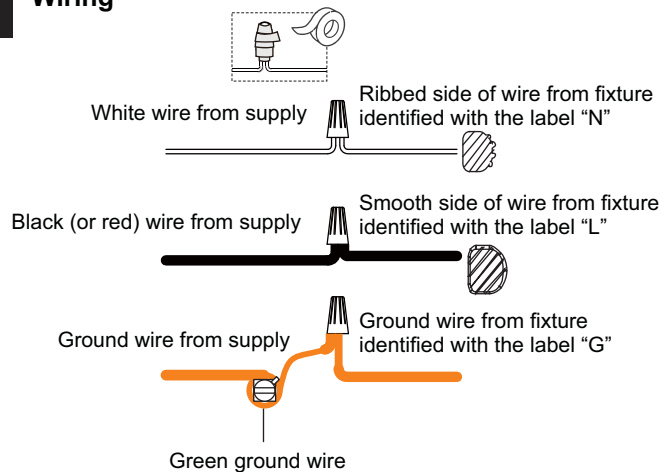 Wiring
White wire from supply
Ribbed side of wire from fixture
identified with the label “N”
Black (or red) wire from supply
Smooth side of wire from fixture
identified with the label “L”
Ground wire from supply
Ground wire from fixture
identified with the label “G”
Green ground wire